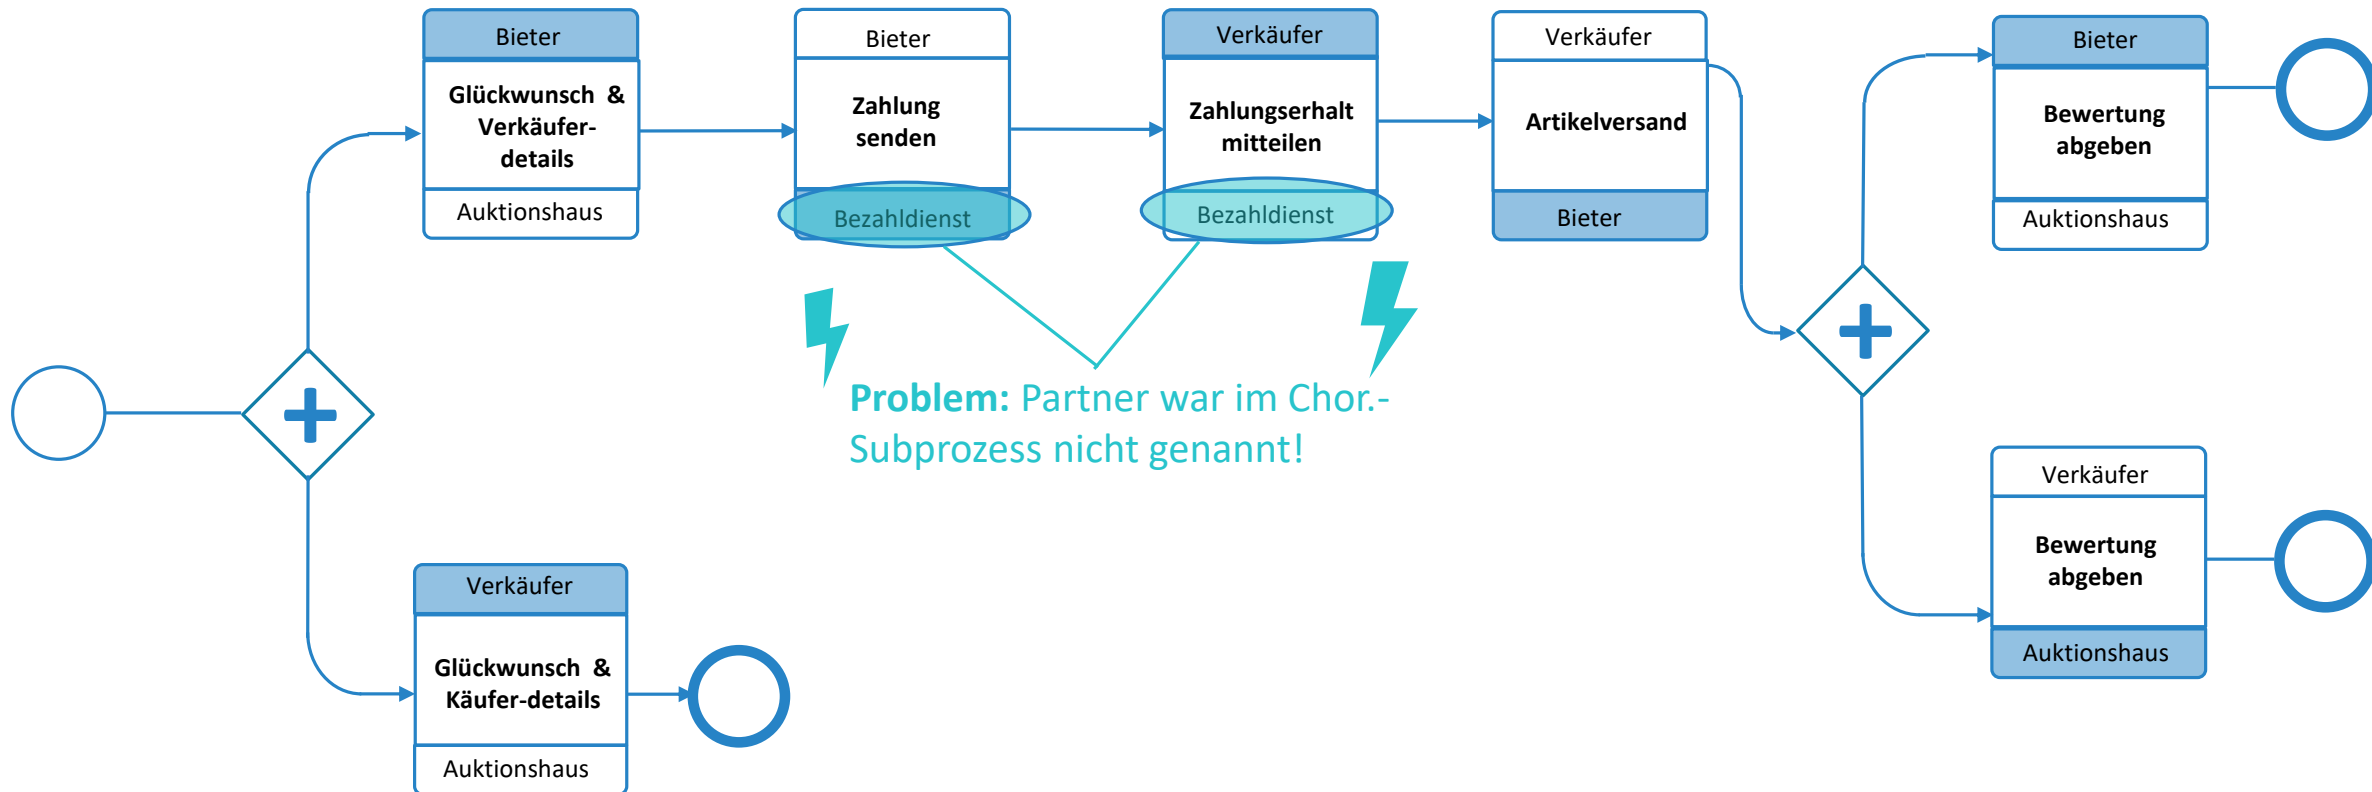 Bieter
Glückwunsch &
Verkäufer-
details
Auktionshaus
Bieter
Zahlung
senden
Bezahldienst
Verkäufer
Zahlungserhalt
mitteilen
Bezahldienst
Verkäufer
Artikelversand
Bieter
Bieter
Bewertung
abgeben
Auktionshaus
Problem: Partner war im Chor.-
Subprozess nicht genannt!
Verkäufer
Bewertung
abgeben
Auktionshaus
Verkäufer
Glückwunsch &
Käufer-details
Auktionshaus